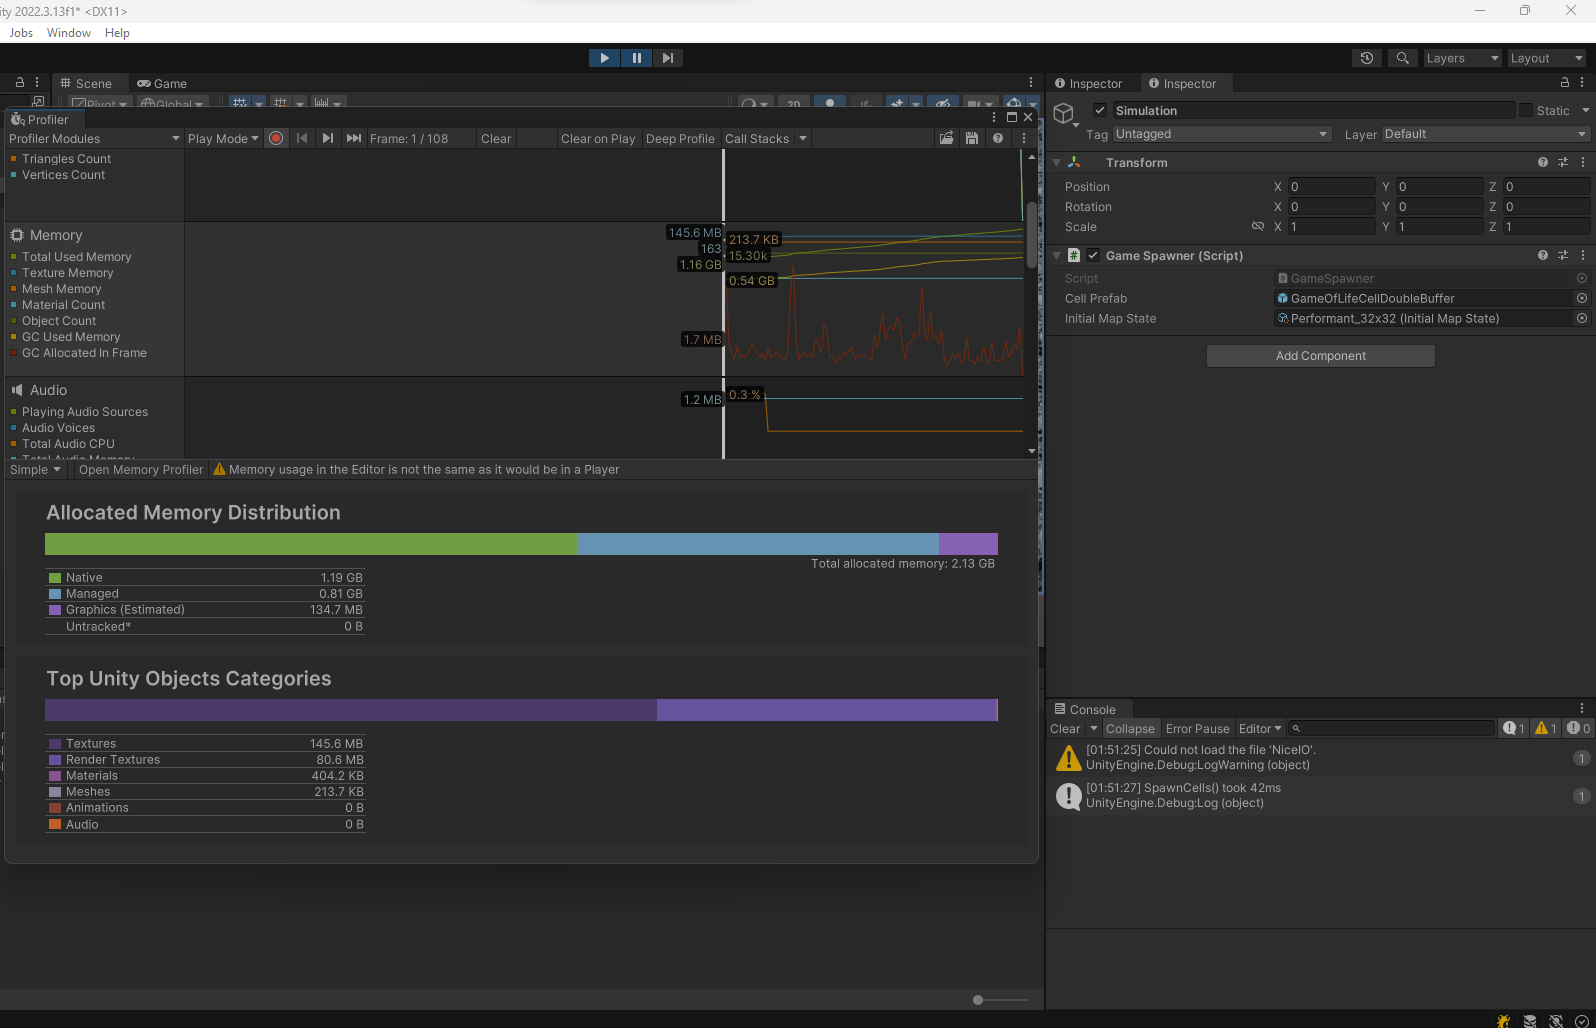 ity 2022.3.13f1* <DX11>
Jobs Window Help
Layers Layout
Scene Game
Pivot Global 2D
Profiler
Profiler Modules Play Mode Frame: 1 / 108 Clear Clear on Play Deep Profile Call Stacks
Triangles Count
Vertices Count
Memory
Total Used Memory
Texture Memory
Mesh Memory
Material Count
Object Count
GC Used Memory
GC Allocated In Frame
145.6 MB
213.7 KB
163
15.30k
1.16 GB
0.54 GB
1.7 MB
Audio
Playing Audio Sources
Audio Voices
Total Audio CPU
Total Audio Memory
1.2 MB
0.3 %
Simple Open Memory Profiler Memory usage in the Editor is not the same as it would be in a Player
Allocated Memory Distribution
Total allocated memory: 2.13 GB
Native 1.19 GB
Managed 0.81 GB
Graphics (Estimated) 134.7 MB
Untracked* 0 B
Top Unity Objects Categories
Textures 145.6 MB
Render Textures 80.6 MB
Materials 404.2 KB
Meshes 213.7 KB
Animations 0 B
Audio 0 B
Inspector Inspector
Simulation Static
Tag Untagged Layer Default
Transform
Position X 0 Y 0 Z 0
Rotation X 0 Y 0 Z 0
Scale X 1 Y 1 Z 1
# Game Spawner (Script)
Script GameSpawner
Cell Prefab GameOfLifeCellDoubleBuffer
Initial Map State Performant_32x32 (Initial Map State)
Add Component
Console
Clear Collapse Error Pause Editor 1 1 0
[01:51:25] Could not load the file 'NiceIO'.
UnityEngine.Debug:LogWarning (object)
1
[01:51:27] SpawnCells() took 42ms
UnityEngine.Debug:Log (object)
1